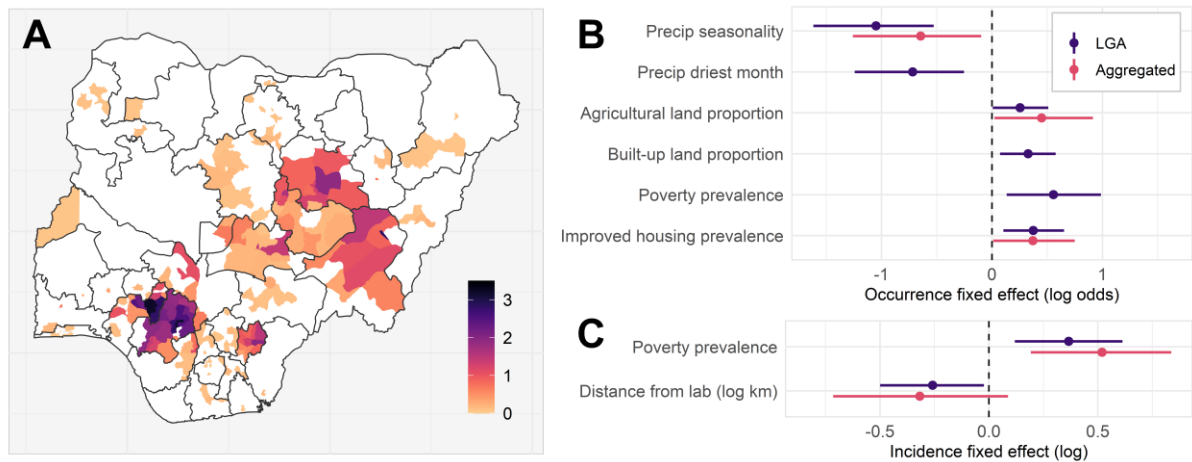 A
3
2
1
0
B
Precip seasonality
Precip driest month
Agricultural land proportion
Built-up land proportion
Poverty prevalence
Improved housing prevalence
LGA
Aggregated
-1
0
1
Occurrence fixed effect (log odds)
C
Poverty prevalence
Distance from lab (log km)
-0.5
0.0
0.5
Incidence fixed effect (log)